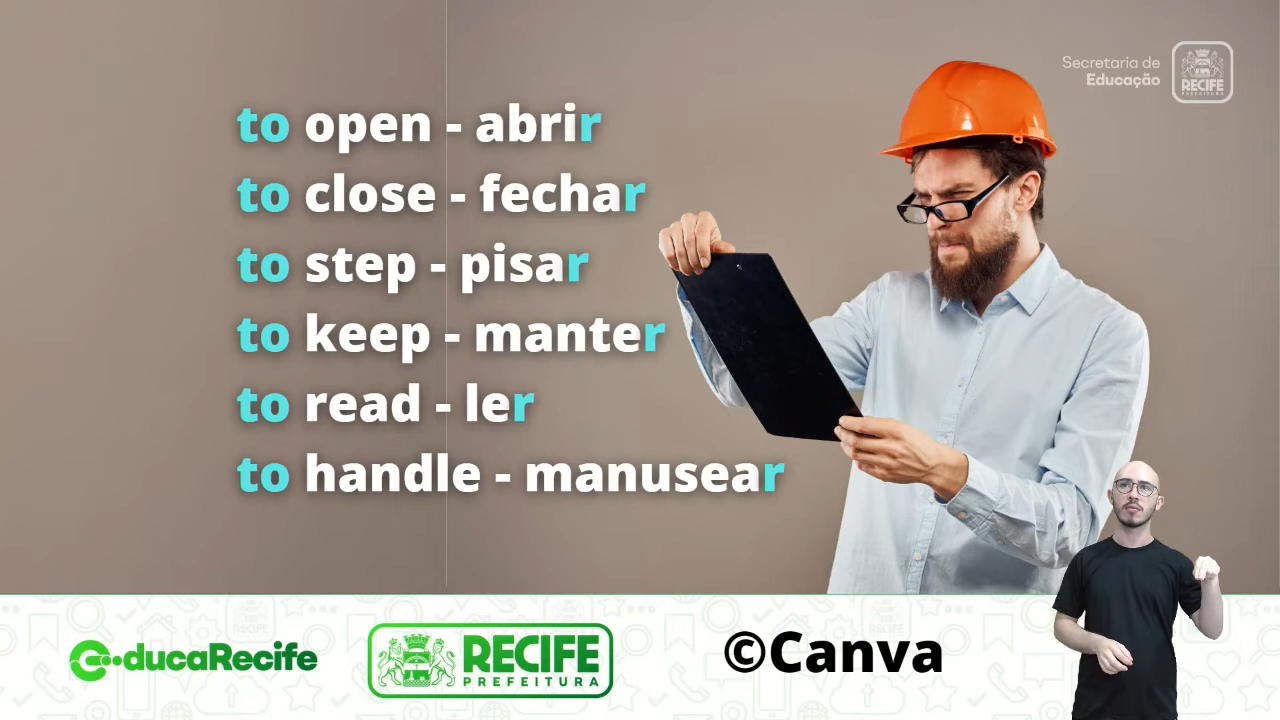 Secretaria de
Educação
RECIFE
PREFEITURA
to open - abrir
to close - fechar
to step - pisar
to keep - manter
to read - ler
to handle - manusear
ducaRecife
RECIFE
PREFEITURA
©Canva